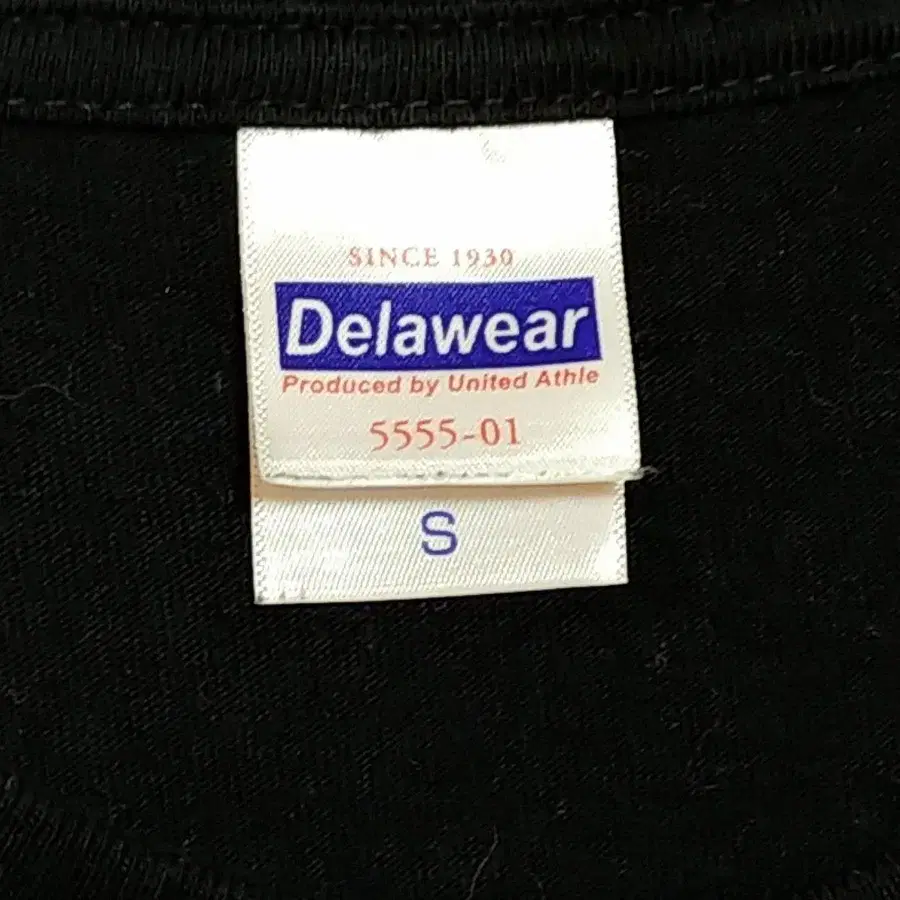 SINCE 1930
Delawear
Produced by United Athle
5555-01
S